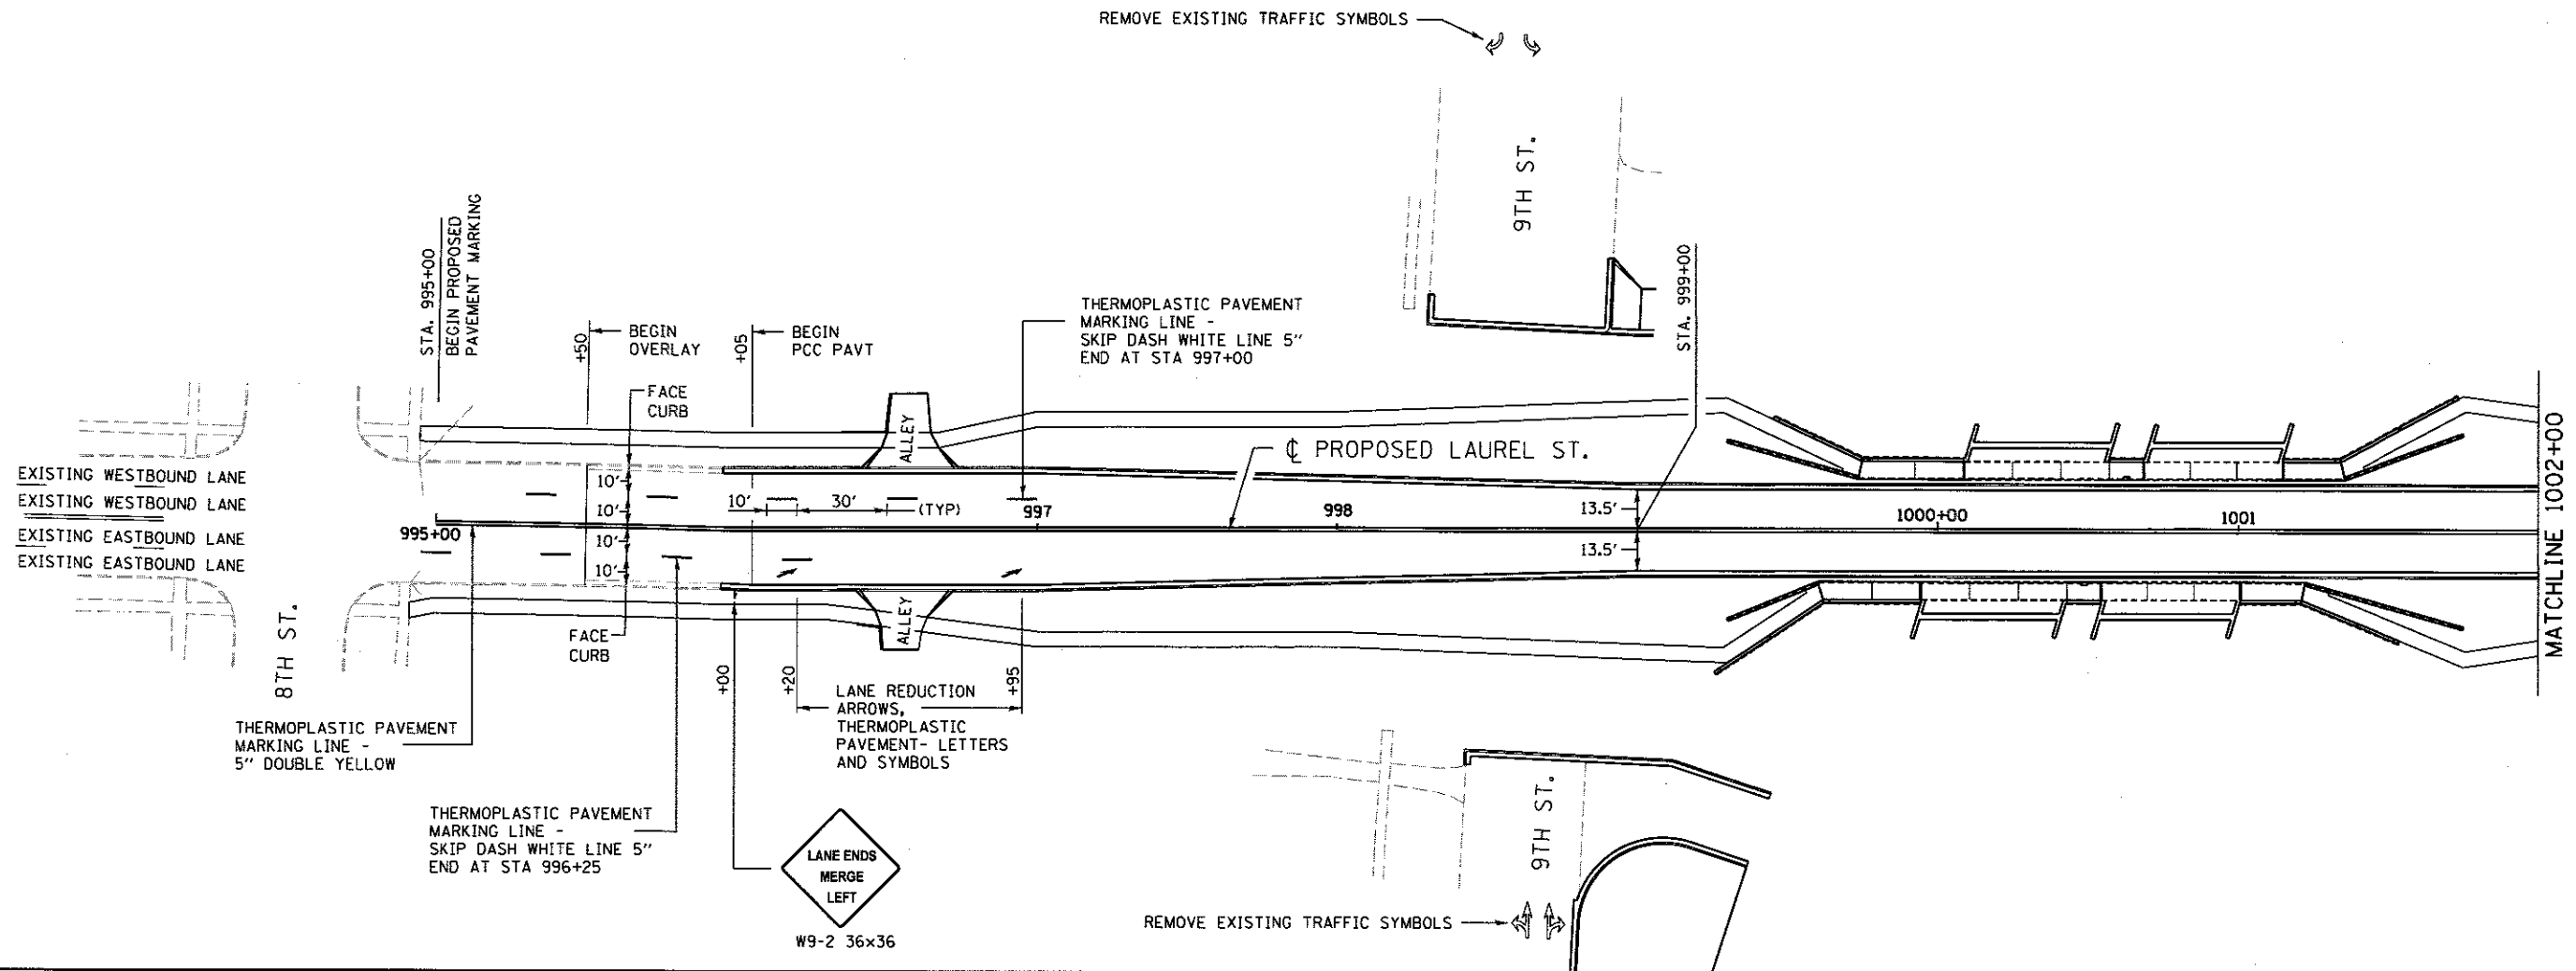 REMOVE EXISTING TRAFFIC SYMBOLS
9TH ST.
STA. 995+00
BEGIN PROPOSED
PAVEMENT MARKING
+50
BEGIN
OVERLAY
+05
BEGIN
PCC PAVT
THERMOPLASTIC PAVEMENT
MARKING LINE -
SKIP DASH WHITE LINE 5"
END AT STA 997+00
STA. 999+00
FACE
CURB
ALLEY
℄ PROPOSED LAUREL ST.
EXISTING WESTBOUND LANE
EXISTING WESTBOUND LANE
EXISTING EASTBOUND LANE
EXISTING EASTBOUND LANE
10'
10'
10'
10'
10'
30'
(TYP)
995+00
997
998
13.5'
13.5'
1000+00
1001
MATCHLINE 1002+00
8TH ST.
FACE
CURB
ALLEY
+00
+20
+95
LANE REDUCTION
ARROWS,
THERMOPLASTIC
PAVEMENT- LETTERS
AND SYMBOLS
THERMOPLASTIC PAVEMENT
MARKING LINE -
5" DOUBLE YELLOW
THERMOPLASTIC PAVEMENT
MARKING LINE -
SKIP DASH WHITE LINE 5"
END AT STA 996+25
LANE ENDS
MERGE
LEFT
W9-2 36x36
9TH ST.
REMOVE EXISTING TRAFFIC SYMBOLS